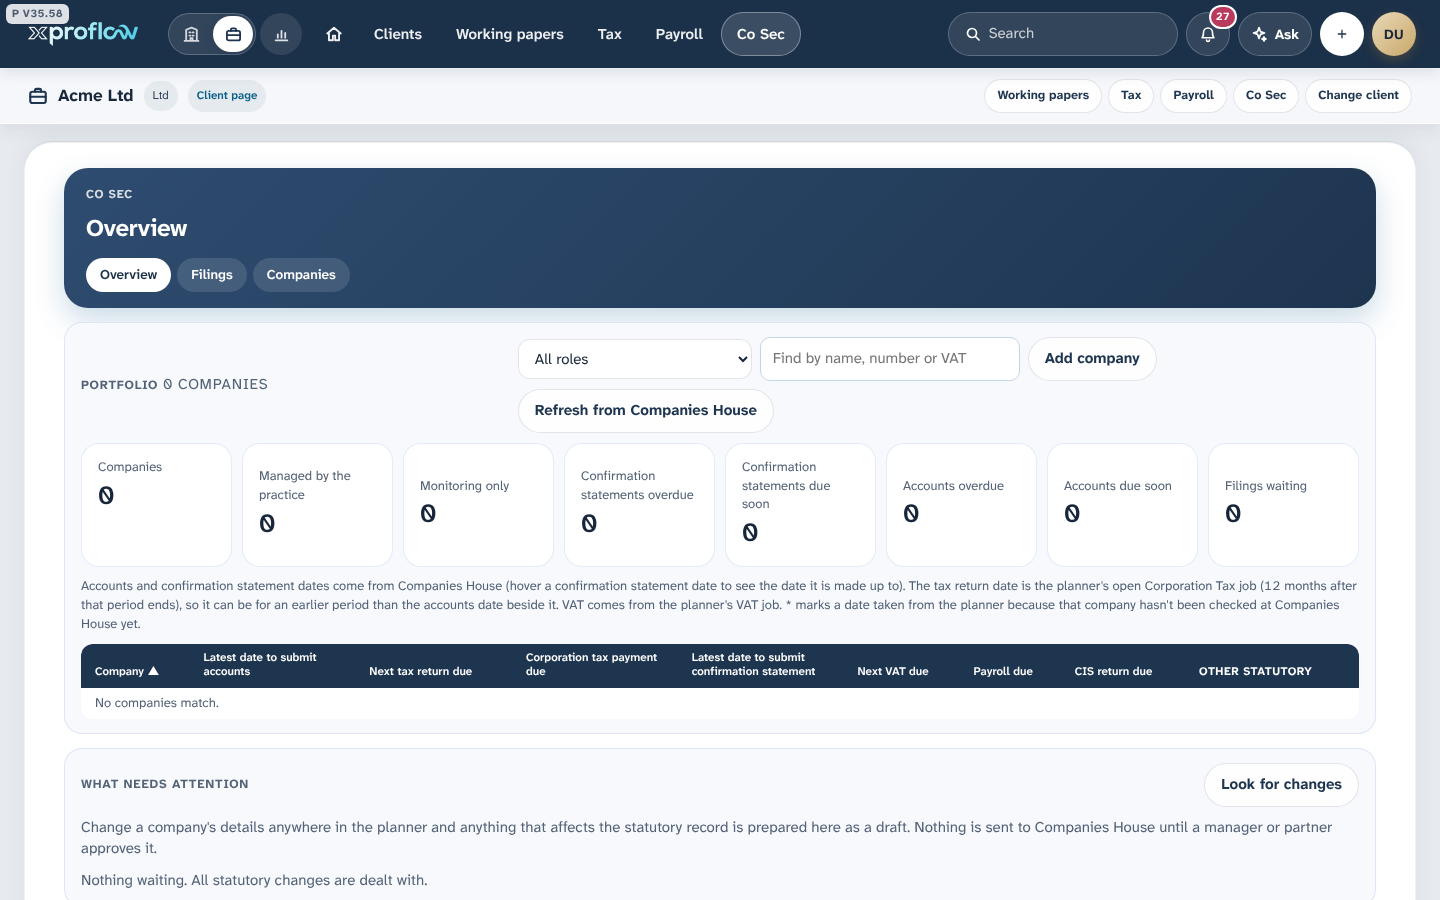 P V35.58
xproflow
Clients
Working papers
Tax
Payroll
Co Sec
Search
27
Ask
+
DU
Acme Ltd
Ltd
Client page
Working papers
Tax
Payroll
Co Sec
Change client
CO SEC
Overview
Overview
Filings
Companies
PORTFOLIO 0 COMPANIES
All roles
Find by name, number or VAT
Add company
Refresh from Companies House
Companies
0
Managed by the
practice
0
Monitoring only
0
Confirmation
statements overdue
0
Confirmation
statements due
soon
0
Accounts overdue
0
Accounts due soon
0
Filings waiting
0
Accounts and confirmation statement dates come from Companies House (hover a confirmation statement date to see the date it is made up to). The tax return date is the planner's open Corporation Tax job (12 months after
that period ends), so it can be for an earlier period than the accounts date beside it. VAT comes from the planner's VAT job. * marks a date taken from the planner because that company hasn't been checked at Companies
House yet.
Company ▲
Latest date to submit
accounts
Next tax return due
Corporation tax payment
due
Latest date to submit
confirmation statement
Next VAT due
Payroll due
CIS return due
OTHER STATUTORY
No companies match.
WHAT NEEDS ATTENTION
Look for changes
Change a company's details anywhere in the planner and anything that affects the statutory record is prepared here as a draft. Nothing is sent to Companies House until a manager or partner
approves it.
Nothing waiting. All statutory changes are dealt with.